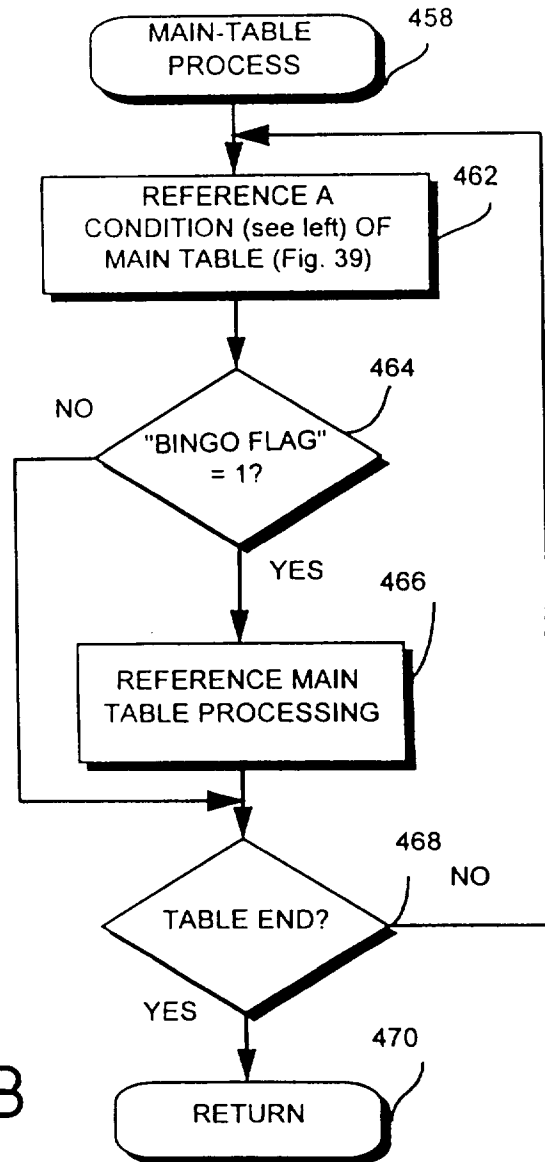 MAIN-TABLE
PROCESS
458
REFERENCE A
CONDITION (see left) OF
MAIN TABLE (Fig. 39)
462
464
NO
"BINGO FLAG"
= 1?
YES
466
REFERENCE MAIN
TABLE PROCESSING
468
NO
TABLE END?
YES
470
RETURN
B